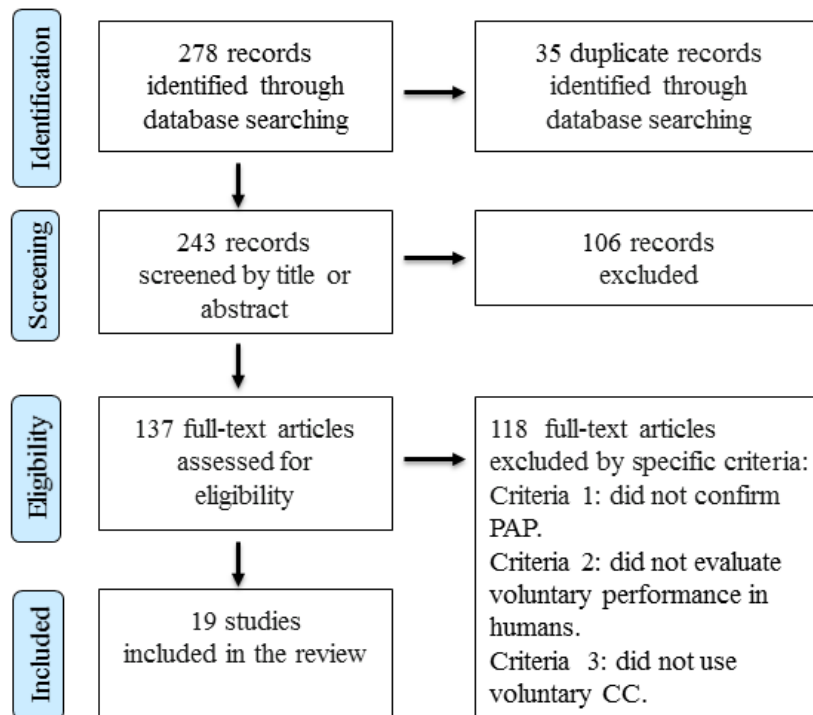 Identification
278 records
identified through
database searching
35 duplicate records
identified through
database searching
Screening
243 records
screened by title or
abstract
106 records
excluded
Eligibility
137 full-text articles
assessed for
eligibility
118 full-text articles
excluded by specific criteria:
Criteria 1: did not confirm
PAP.
Criteria 2: did not evaluate
voluntary performance in
humans.
Criteria 3: did not use
voluntary CC.
Included
19 studies
included in the review